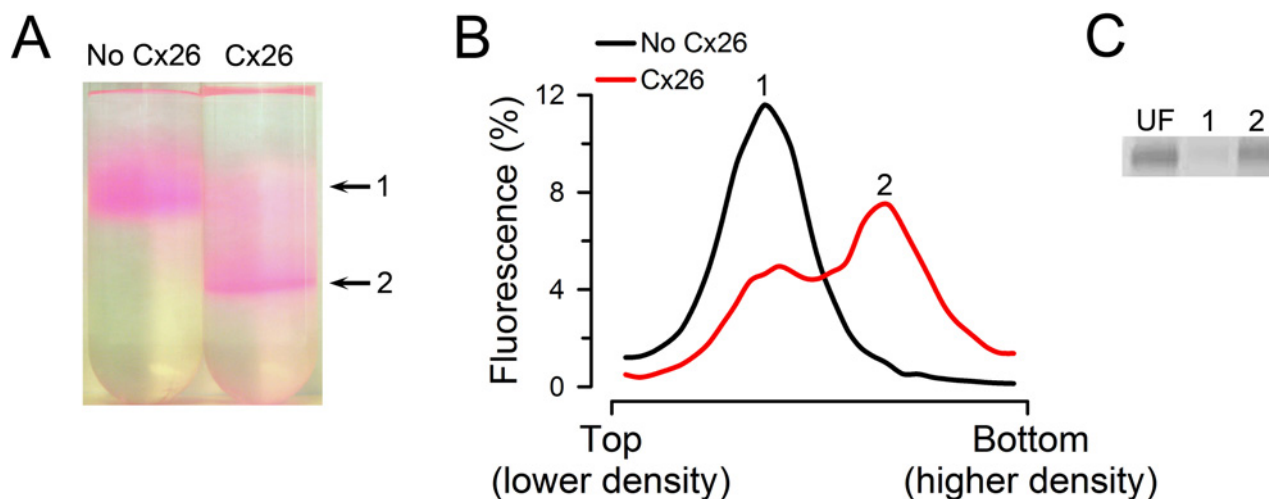 A
No Cx26 Cx26
1
2
B
No Cx26
Cx26
Fluorescence (%)
12
8
4
0
1
2
Top
(lower density)
Bottom
(higher density)
C
UF 1 2